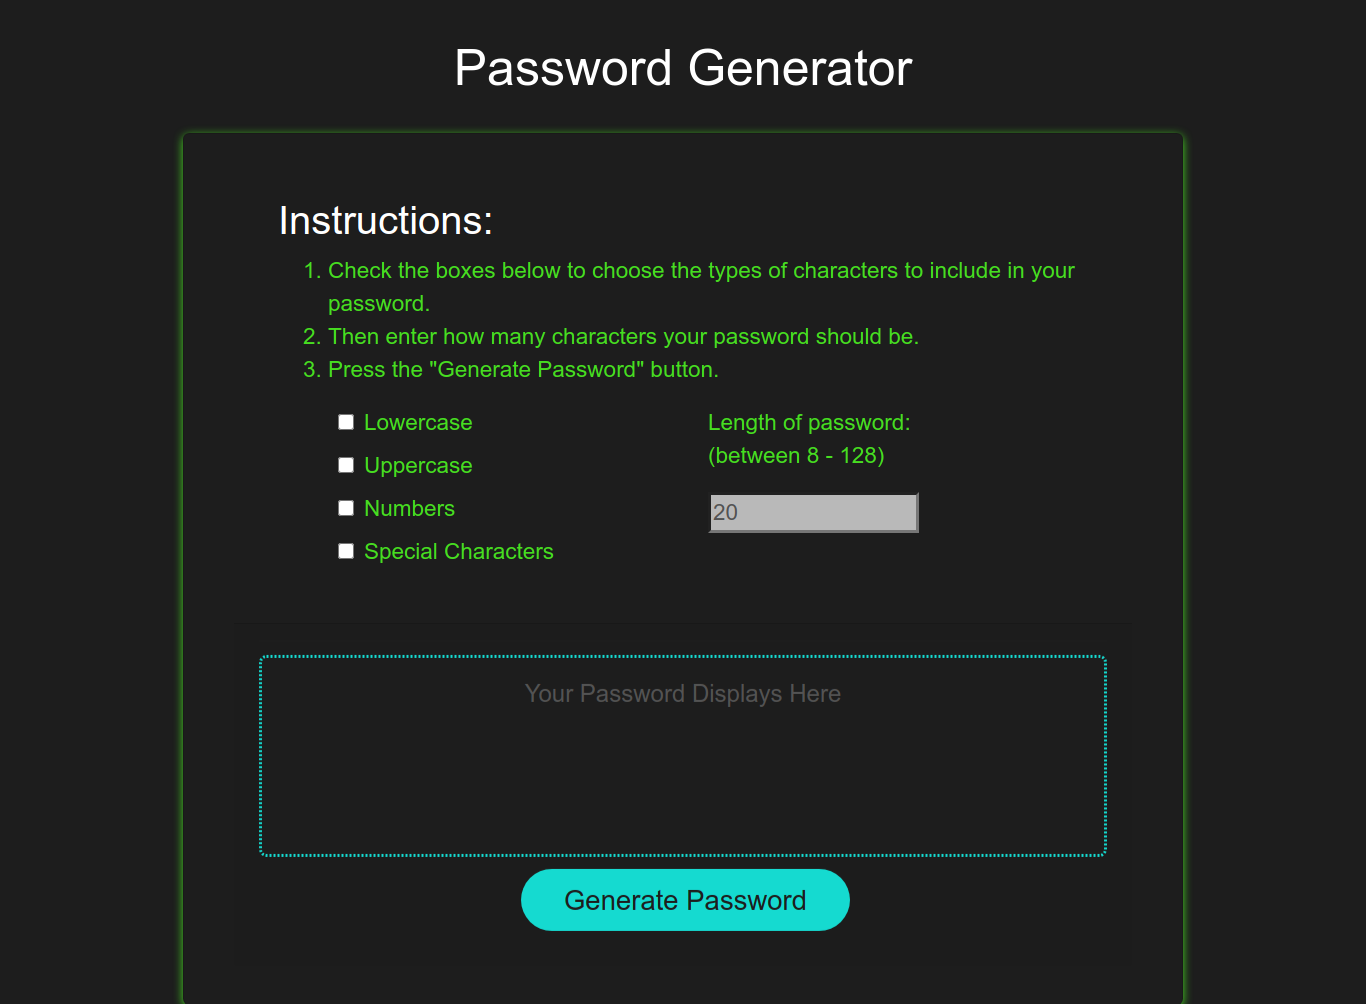 Password Generator
Instructions:
1. Check the boxes below to choose the types of characters to include in your
password.
2. Then enter how many characters your password should be.
3. Press the "Generate Password" button.
Lowercase
Uppercase
Numbers
Special Characters
Length of password:
(between 8 - 128)
20
Your Password Displays Here
Generate Password